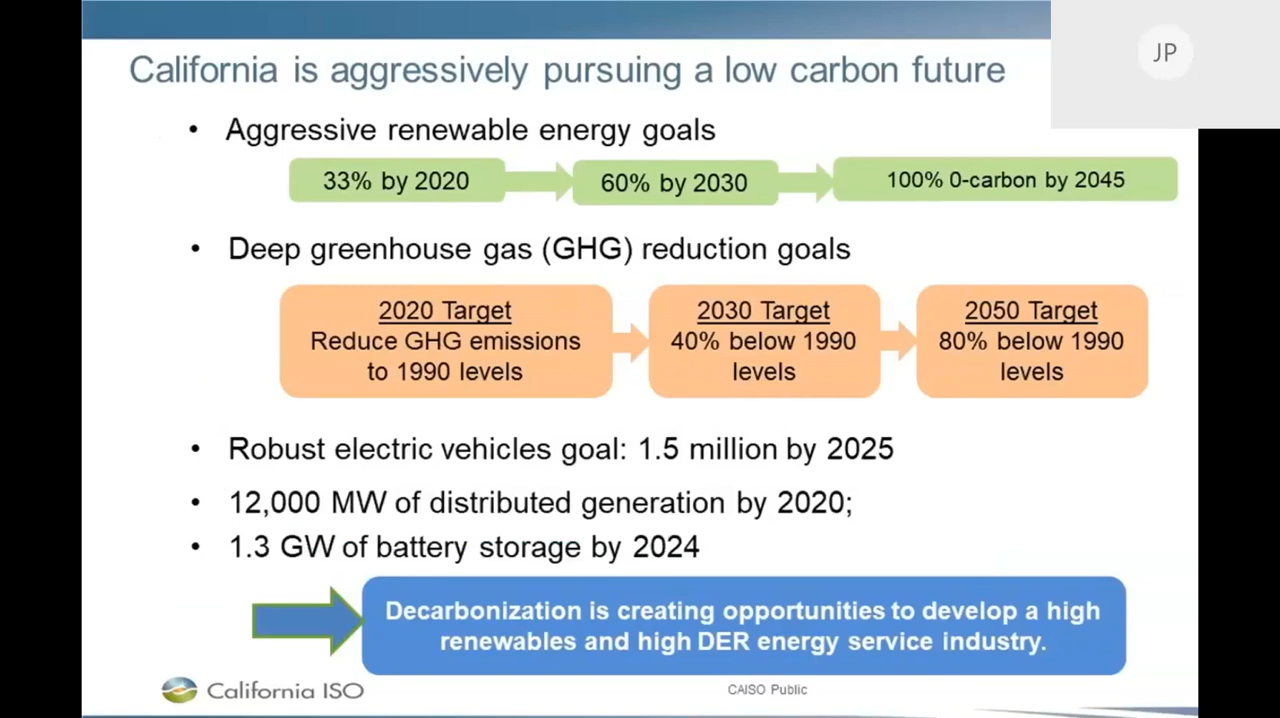 JP
California is aggressively pursuing a low carbon future
• Aggressive renewable energy goals
33% by 2020
60% by 2030
100% 0-carbon by 2045
• Deep greenhouse gas (GHG) reduction goals
2020 Target
Reduce GHG emissions
to 1990 levels
2030 Target
40% below 1990
levels
2050 Target
80% below 1990
levels
• Robust electric vehicles goal: 1.5 million by 2025
• 12,000 MW of distributed generation by 2020;
• 1.3 GW of battery storage by 2024
Decarbonization is creating opportunities to develop a high
renewables and high DER energy service industry.
California ISO
CAISO Public